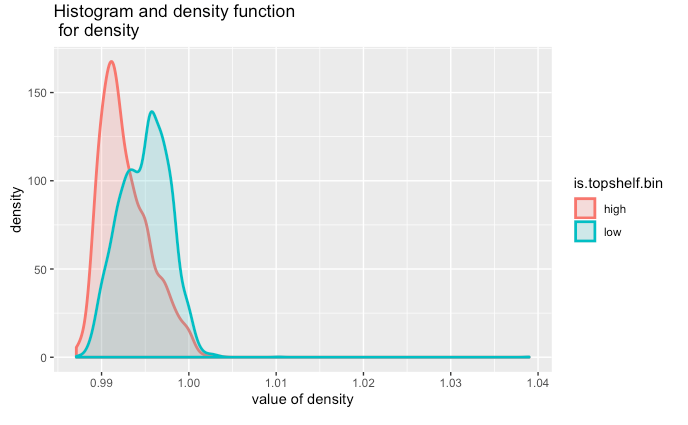 Histogram and density function
for density
density
150
100
50
0
0.99
1.00
1.01
1.02
1.03
1.04
value of density
is.topshelf.bin
high
low